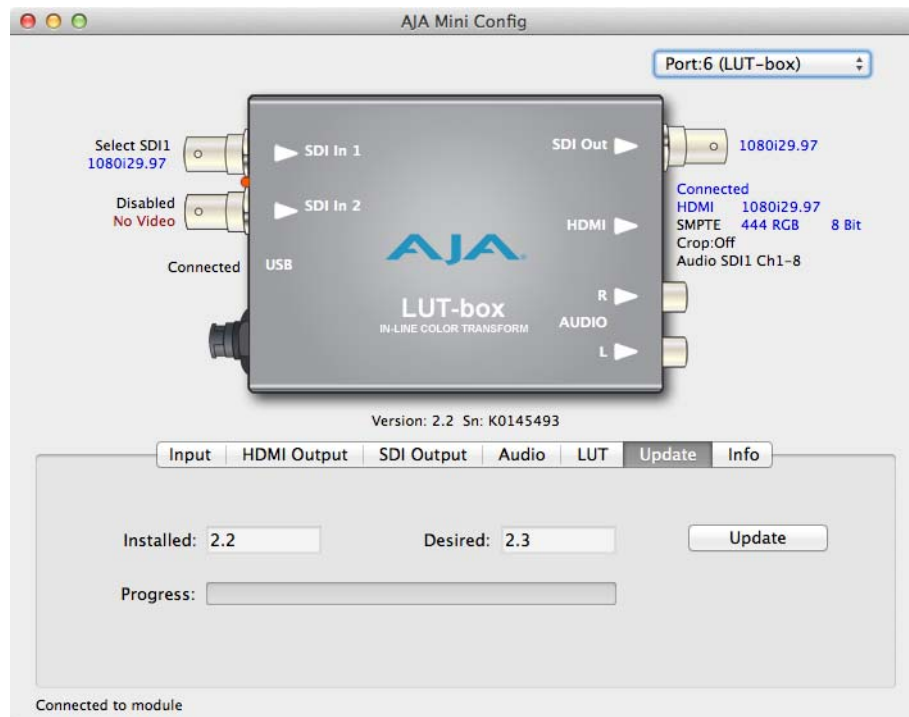 AJA Mini Config
Port:6 (LUT-box)
Select SDI1
1080i29.97
Disabled
No Video
Connected
SDI In 1
SDI In 2
USB
AJA
LUT-box
IN-LINE COLOR TRANSFORM
SDI Out
HDMI
R
AUDIO
L
1080i29.97
Connected
HDMI 1080i29.97
SMPTE 444 RGB 8 Bit
Crop:Off
Audio SDI1 Ch1-8
Version: 2.2 Sn: K0145493
Input HDMI Output SDI Output Audio LUT Update Info
Installed: 2.2 Desired: 2.3 Update
Progress:
Connected to module